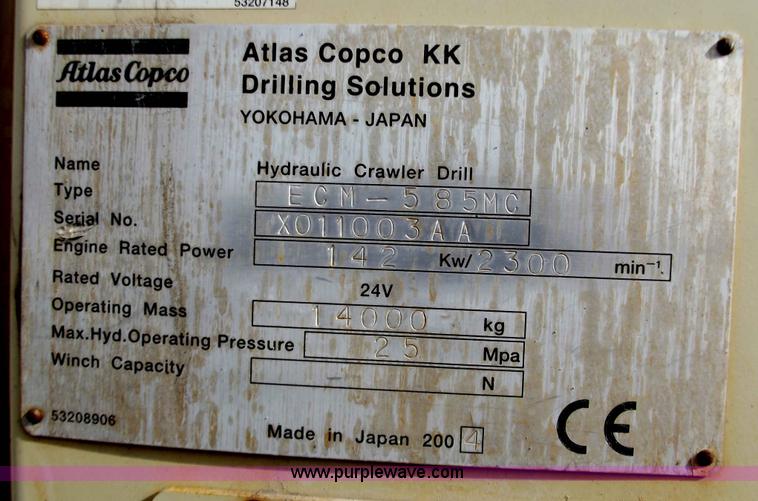 53207148
Atlas Copco
Atlas Copco KK
Drilling Solutions
YOKOHAMA - JAPAN
Name Hydraulic Crawler Drill
Type ECM-585MC
Serial No. X011003AA
Engine Rated Power 142 Kw/ 2300 min⁻¹.
Rated Voltage 24V
Operating Mass 14000 kg
Max.Hyd.Operating Pressure 25 Mpa
Winch Capacity N
53208906
Made in Japan 2004
CE
www.purplewave.com